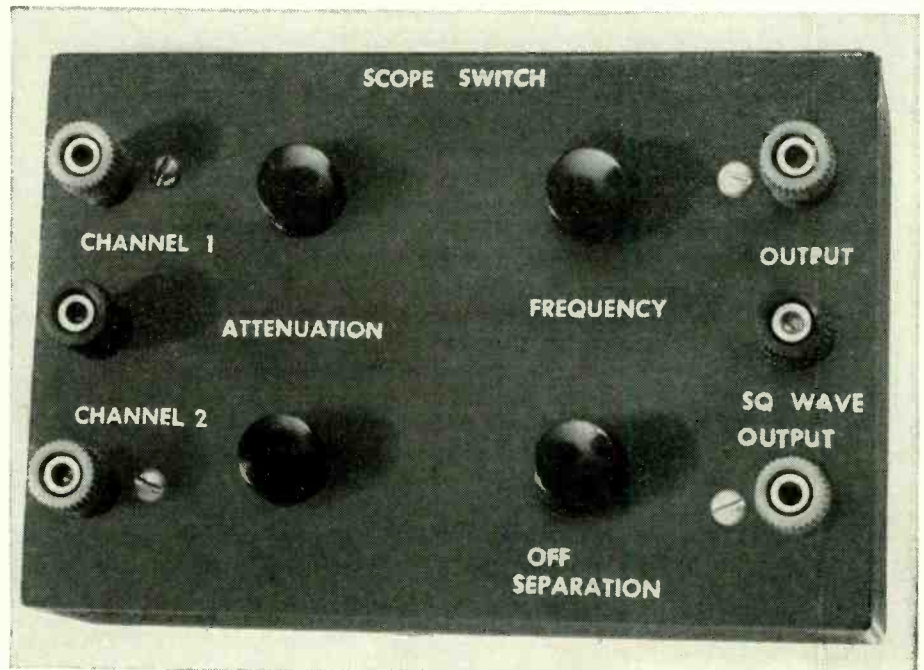 SCOPE SWITCH
CHANNEL 1
OUTPUT
ATTENUATION
FREQUENCY
CHANNEL 2
SQ WAVE
OUTPUT
OFF
SEPARATION